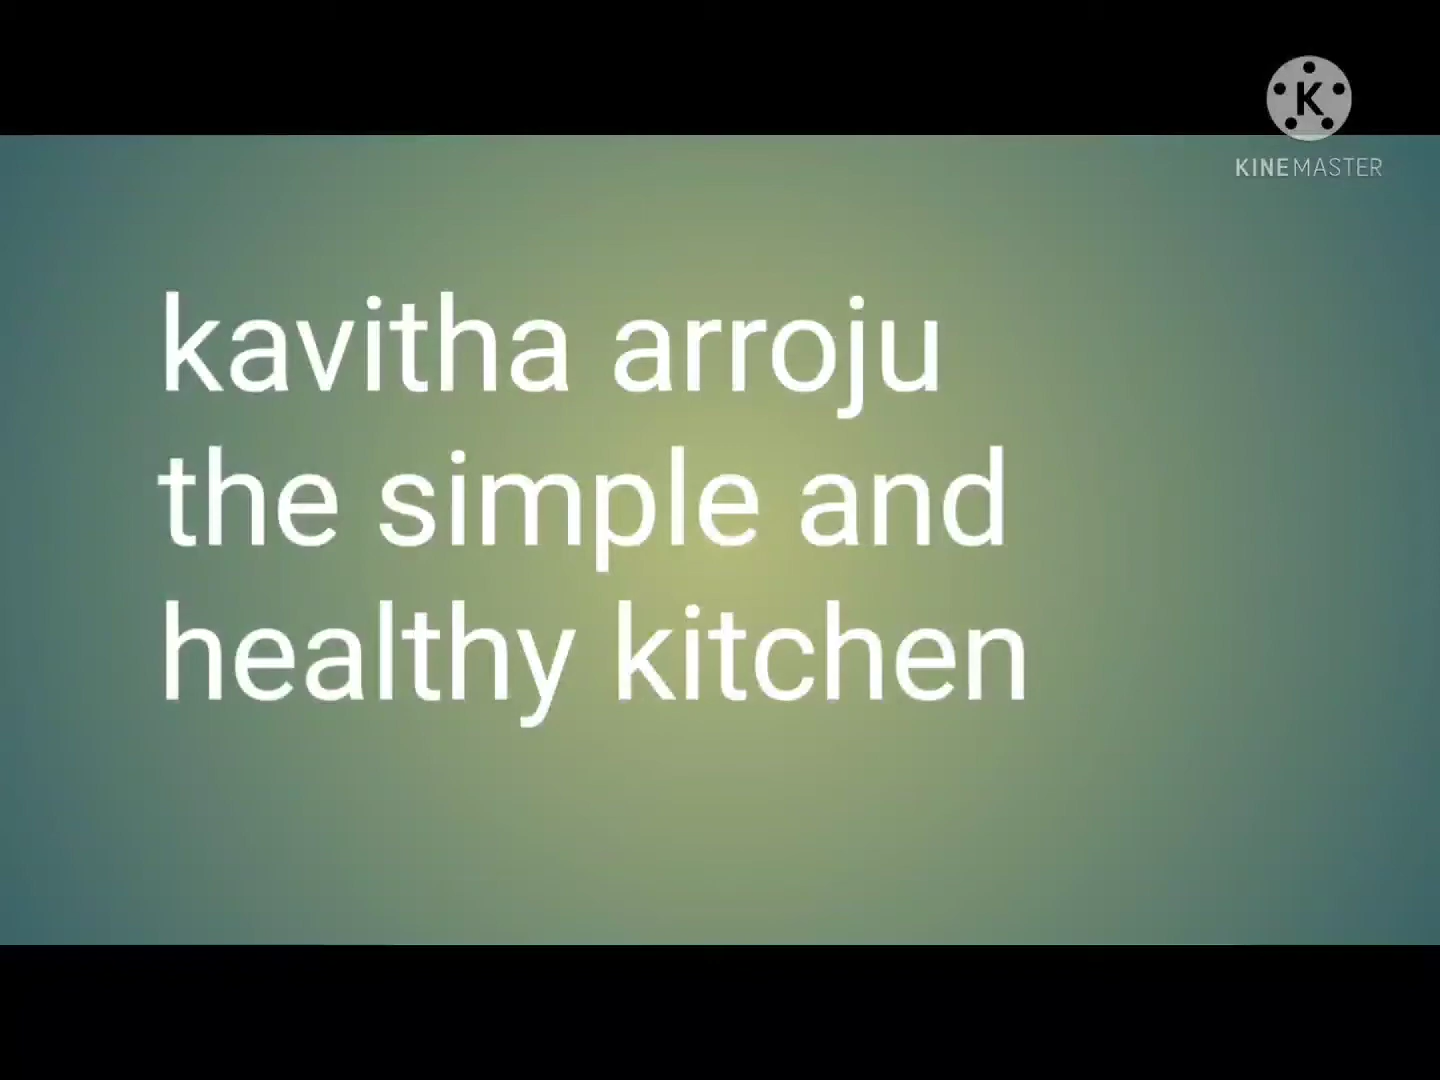 K
KINEMASTER
kavitha arroju
the simple and
healthy kitchen